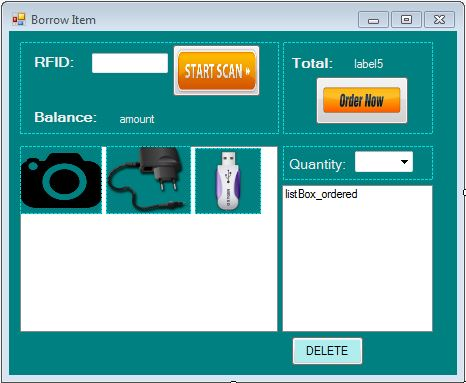 Borrow Item
RFID:
START SCAN »
Balance: amount
Total: label5
Order Now
Quantity:
listBox_ordered
DELETE